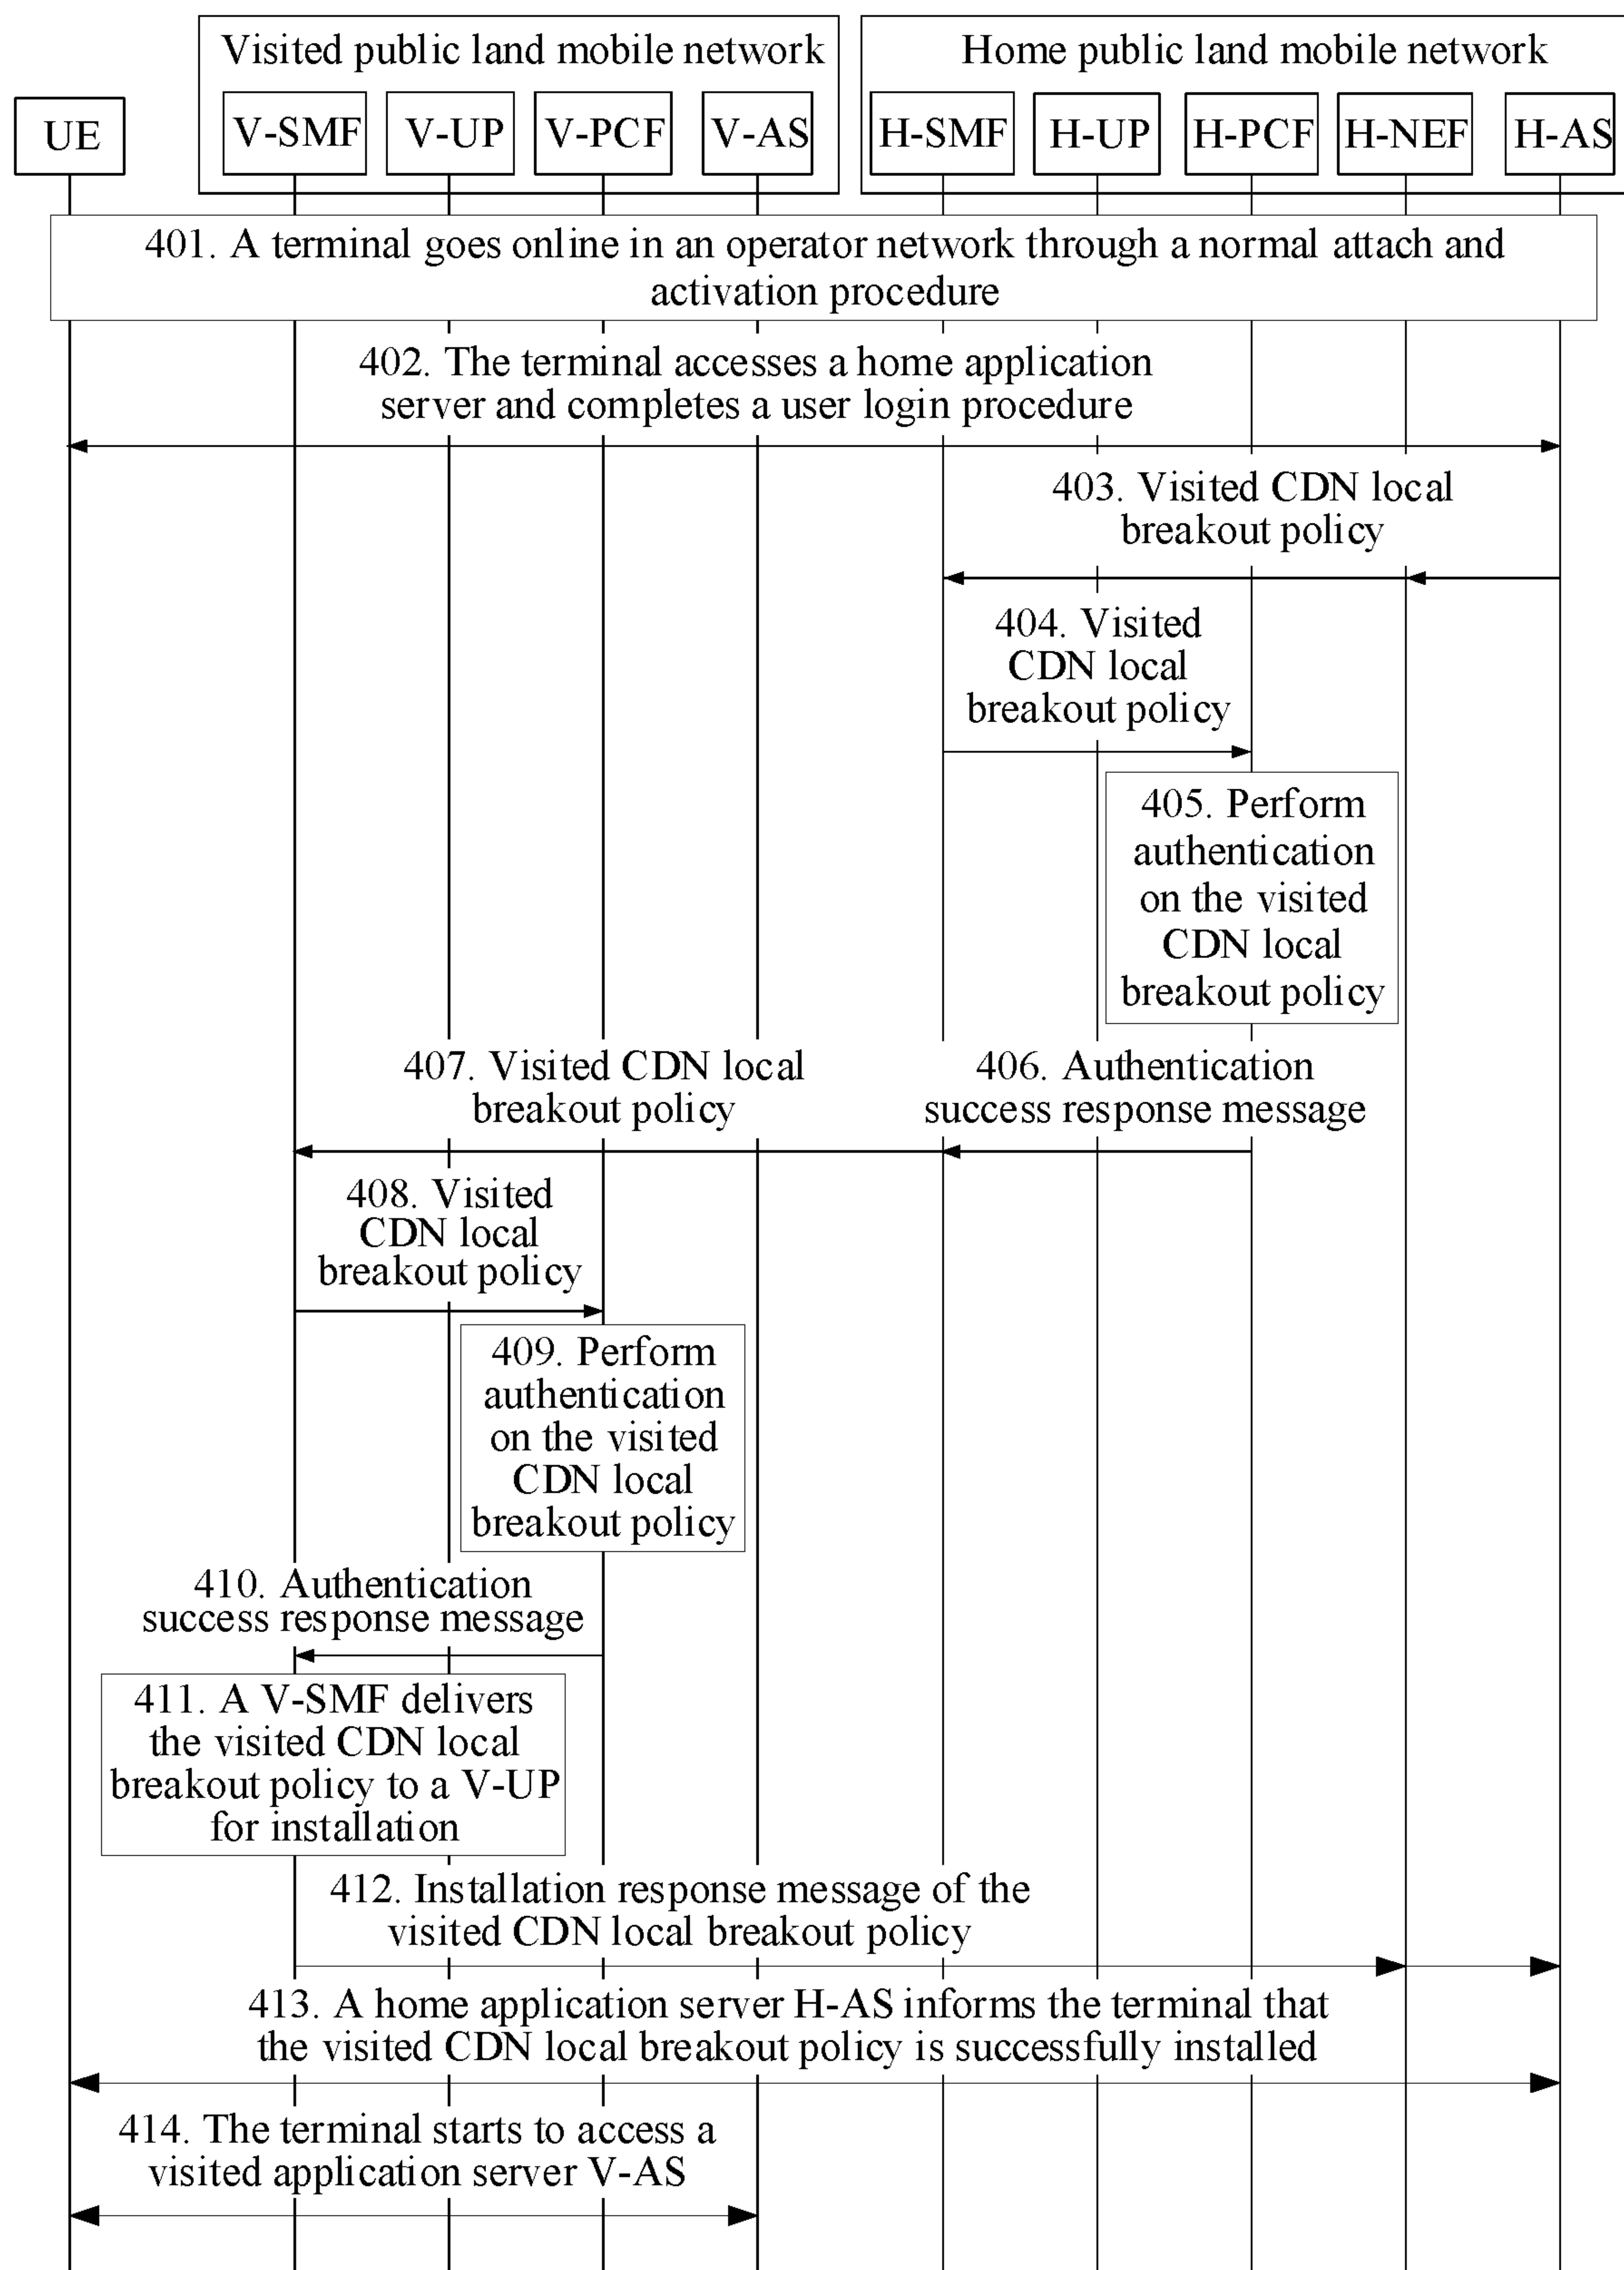 Visited public land mobile network
Home public land mobile network
UE
V-SMF
V-UP
V-PCF
V-AS
H-SMF
H-UP
H-PCF
H-NEF
H-AS
401. A terminal goes online in an operator network through a normal attach and
activation procedure
402. The terminal accesses a home application
server and completes a user login procedure
403. Visited CDN local
breakout policy
404. Visited
CDN local
breakout policy
405. Perform
authentication
on the visited
CDN local
breakout policy
407. Visited CDN local
breakout policy
406. Authentication
success response message
408. Visited
CDN local
breakout policy
409. Perform
authentication
on the visited
CDN local
breakout policy
410. Authentication
success response message
411. A V-SMF delivers
the visited CDN local
breakout policy to a V-UP
for installation
412. Installation response message of the
visited CDN local breakout policy
413. A home application server H-AS informs the terminal that
the visited CDN local breakout policy is successfully installed
414. The terminal starts to access a
visited application server V-AS